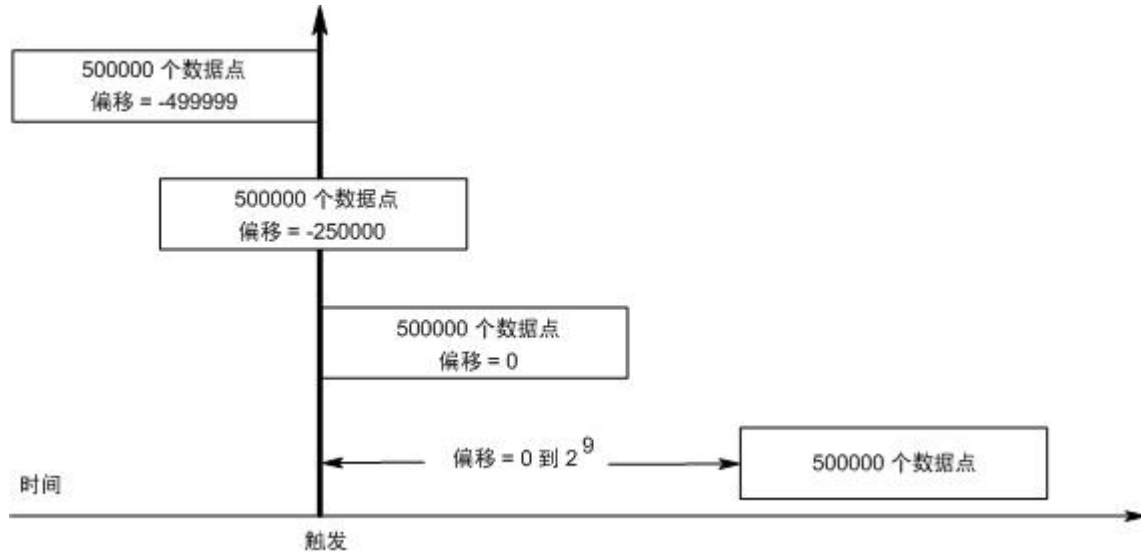 500000 个数据点
偏移 = -499999
500000 个数据点
偏移 = -250000
500000 个数据点
偏移 = 0
偏移 = 0 到 2⁹
500000 个数据点
时间
触发